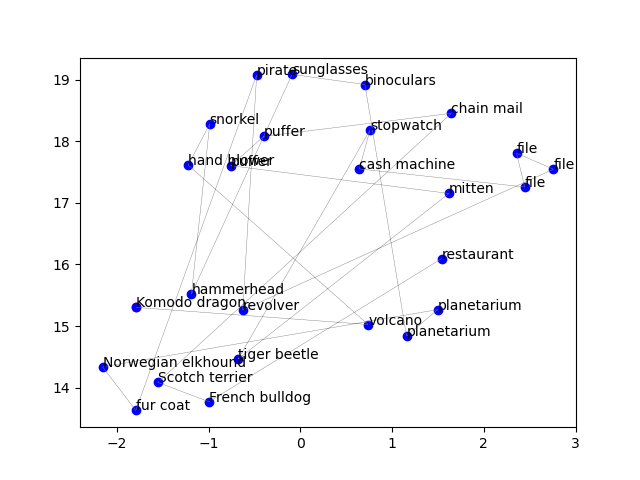 pirate
sunglasses
19
binoculars
chain mail
snorkel
stopwatch
puffer
18
file
hand blower
puffer
cash machine
file
file
mitten
17
restaurant
16
hammerhead
Komodo dragon
revolver
planetarium
volcano
15
planetarium
tiger beetle
Norwegian elkhound
Scotch terrier
14
French bulldog
fur coat
−2
−1
0
1
2
3